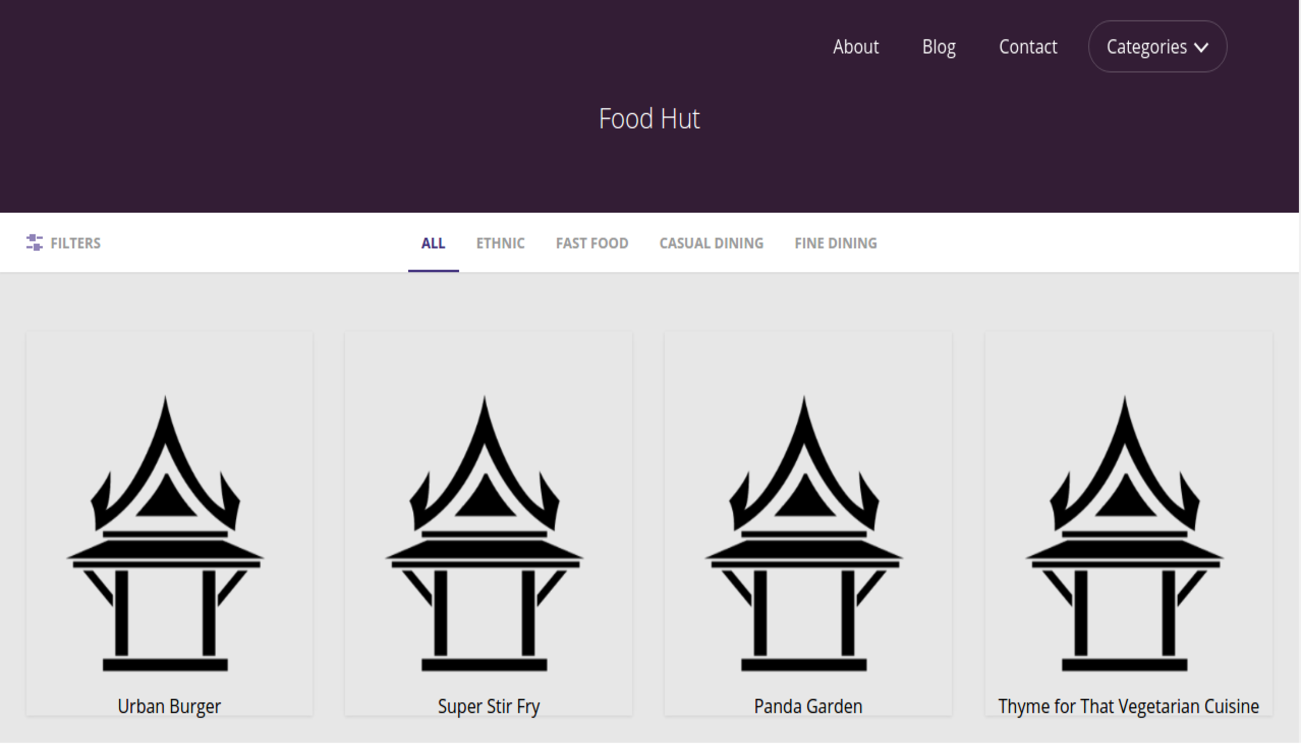 About Blog Contact Categories
Food Hut
FILTERS ALL ETHNIC FAST FOOD CASUAL DINING FINE DINING
Urban Burger Super Stir Fry Panda Garden Thyme for That Vegetarian Cuisine